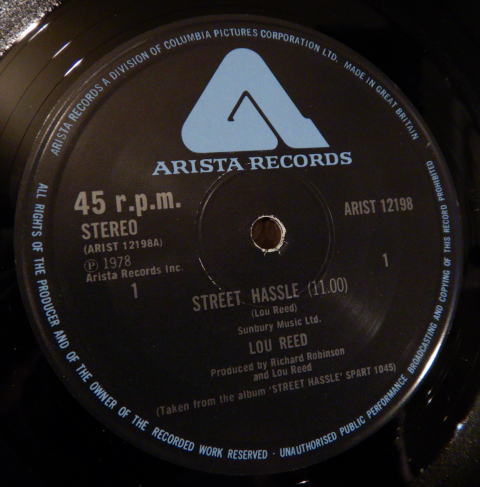 ARISTA RECORDS A DIVISION OF COLUMBIA PICTURES CORPORATION LTD. MADE IN GREAT BRITAIN
ARISTA RECORDS
45 r.p.m.
STEREO
(ARIST 12198A)
Ⓟ 1978
Arista Records Inc.
1
ARIST 12198
1
STREET HASSLE (11.00)
(Lou Reed)
Sunbury Music Ltd.
LOU REED
Produced by Richard Robinson
and Lou Reed
(Taken from the album 'STREET HASSLE' SPART 1045)
ALL RIGHTS OF THE PRODUCER AND OF THE OWNER OF THE RECORDED WORK RESERVED · UNAUTHORISED PUBLIC PERFORMANCE BROADCASTING AND COPYING OF THIS RECORD PROHIBITED